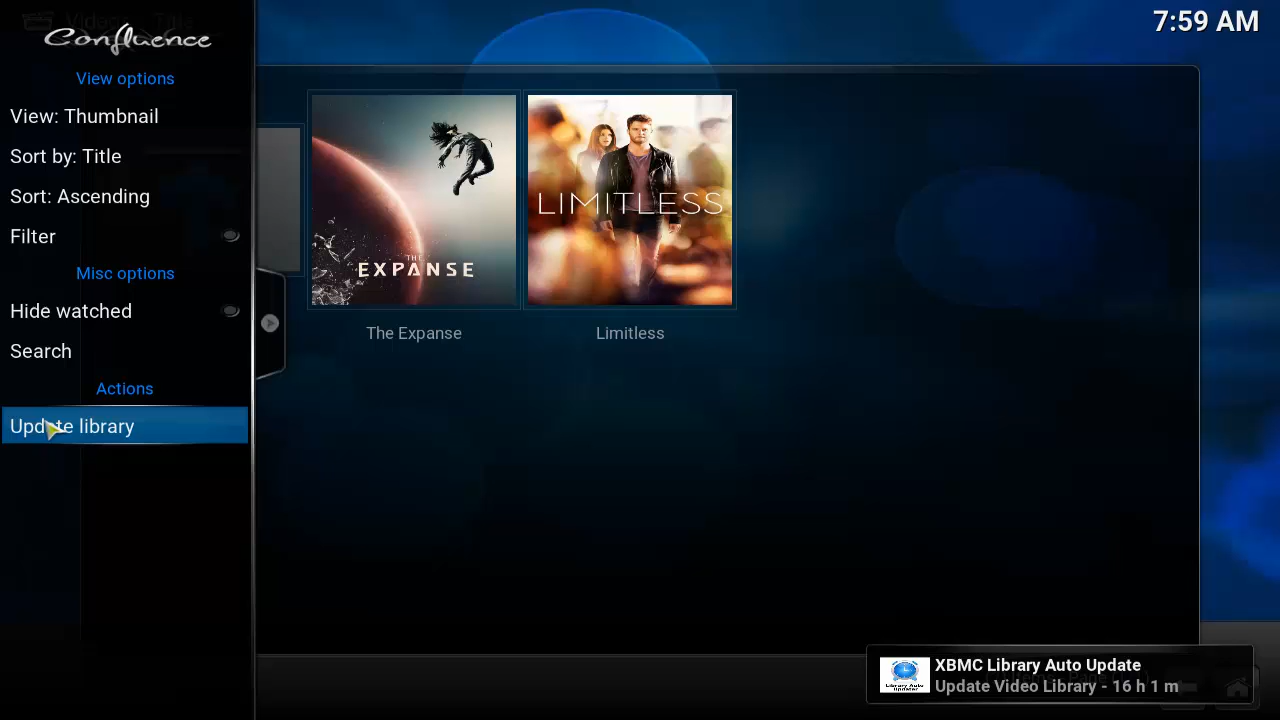 Confluence
7:59 AM
View options
View: Thumbnail
Sort by: Title
Sort: Ascending
Filter
Misc options
Hide watched
Search
Actions
Update library
THE
EXPANSE
LIMITLESS
The Expanse
Limitless
XBMC Library Auto Update
Update Video Library - 16 h 1 m